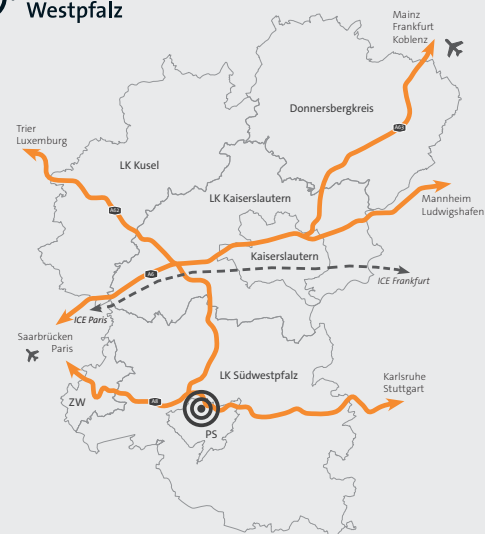 Westpfalz
Mainz
Frankfurt
Koblenz
Donnersbergkreis
A63
Trier
Luxemburg
LK Kusel
LK Kaiserslautern
A62
Mannheim
Ludwigshafen
Kaiserslautern
A6
ICE Frankfurt
ICE Paris
Saarbrücken
Paris
LK Südwestpfalz
Karlsruhe
Stuttgart
ZW
A8
PS